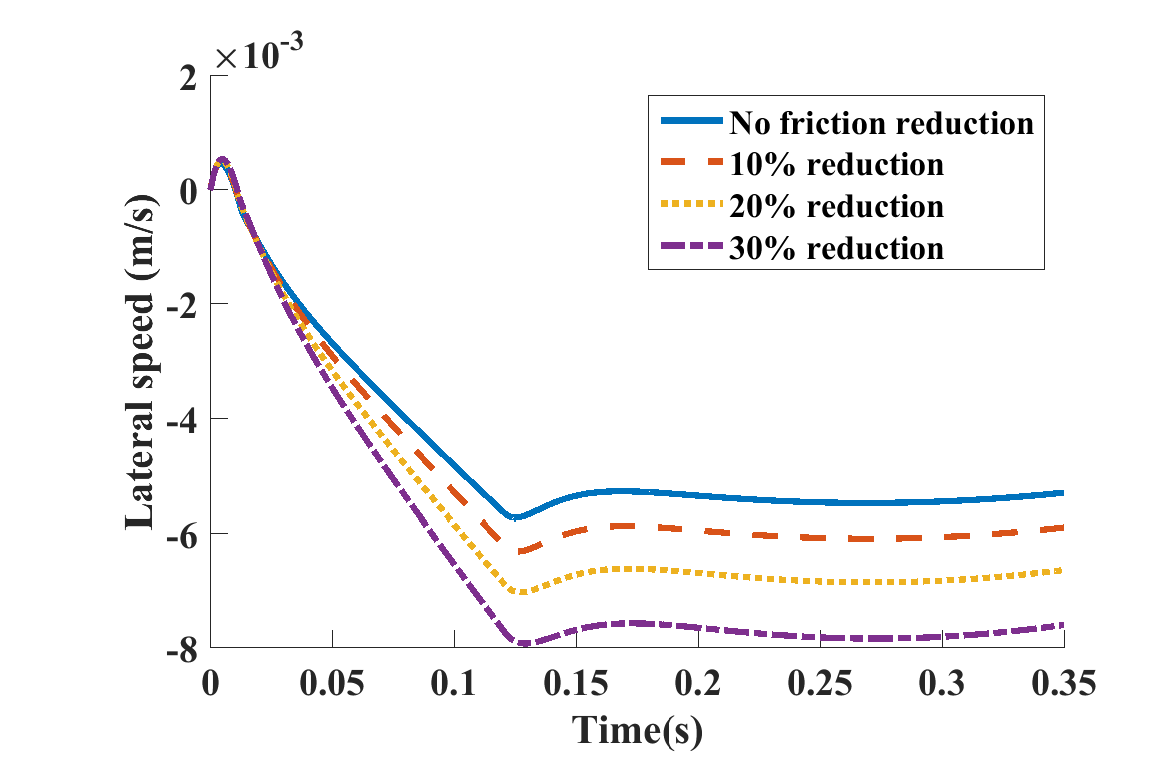 ×10-3
2
0
-2
-4
-6
-8
Lateral speed (m/s)
No friction reduction
10% reduction
20% reduction
30% reduction
0 0.05 0.1 0.15 0.2 0.25 0.3 0.35
Time(s)